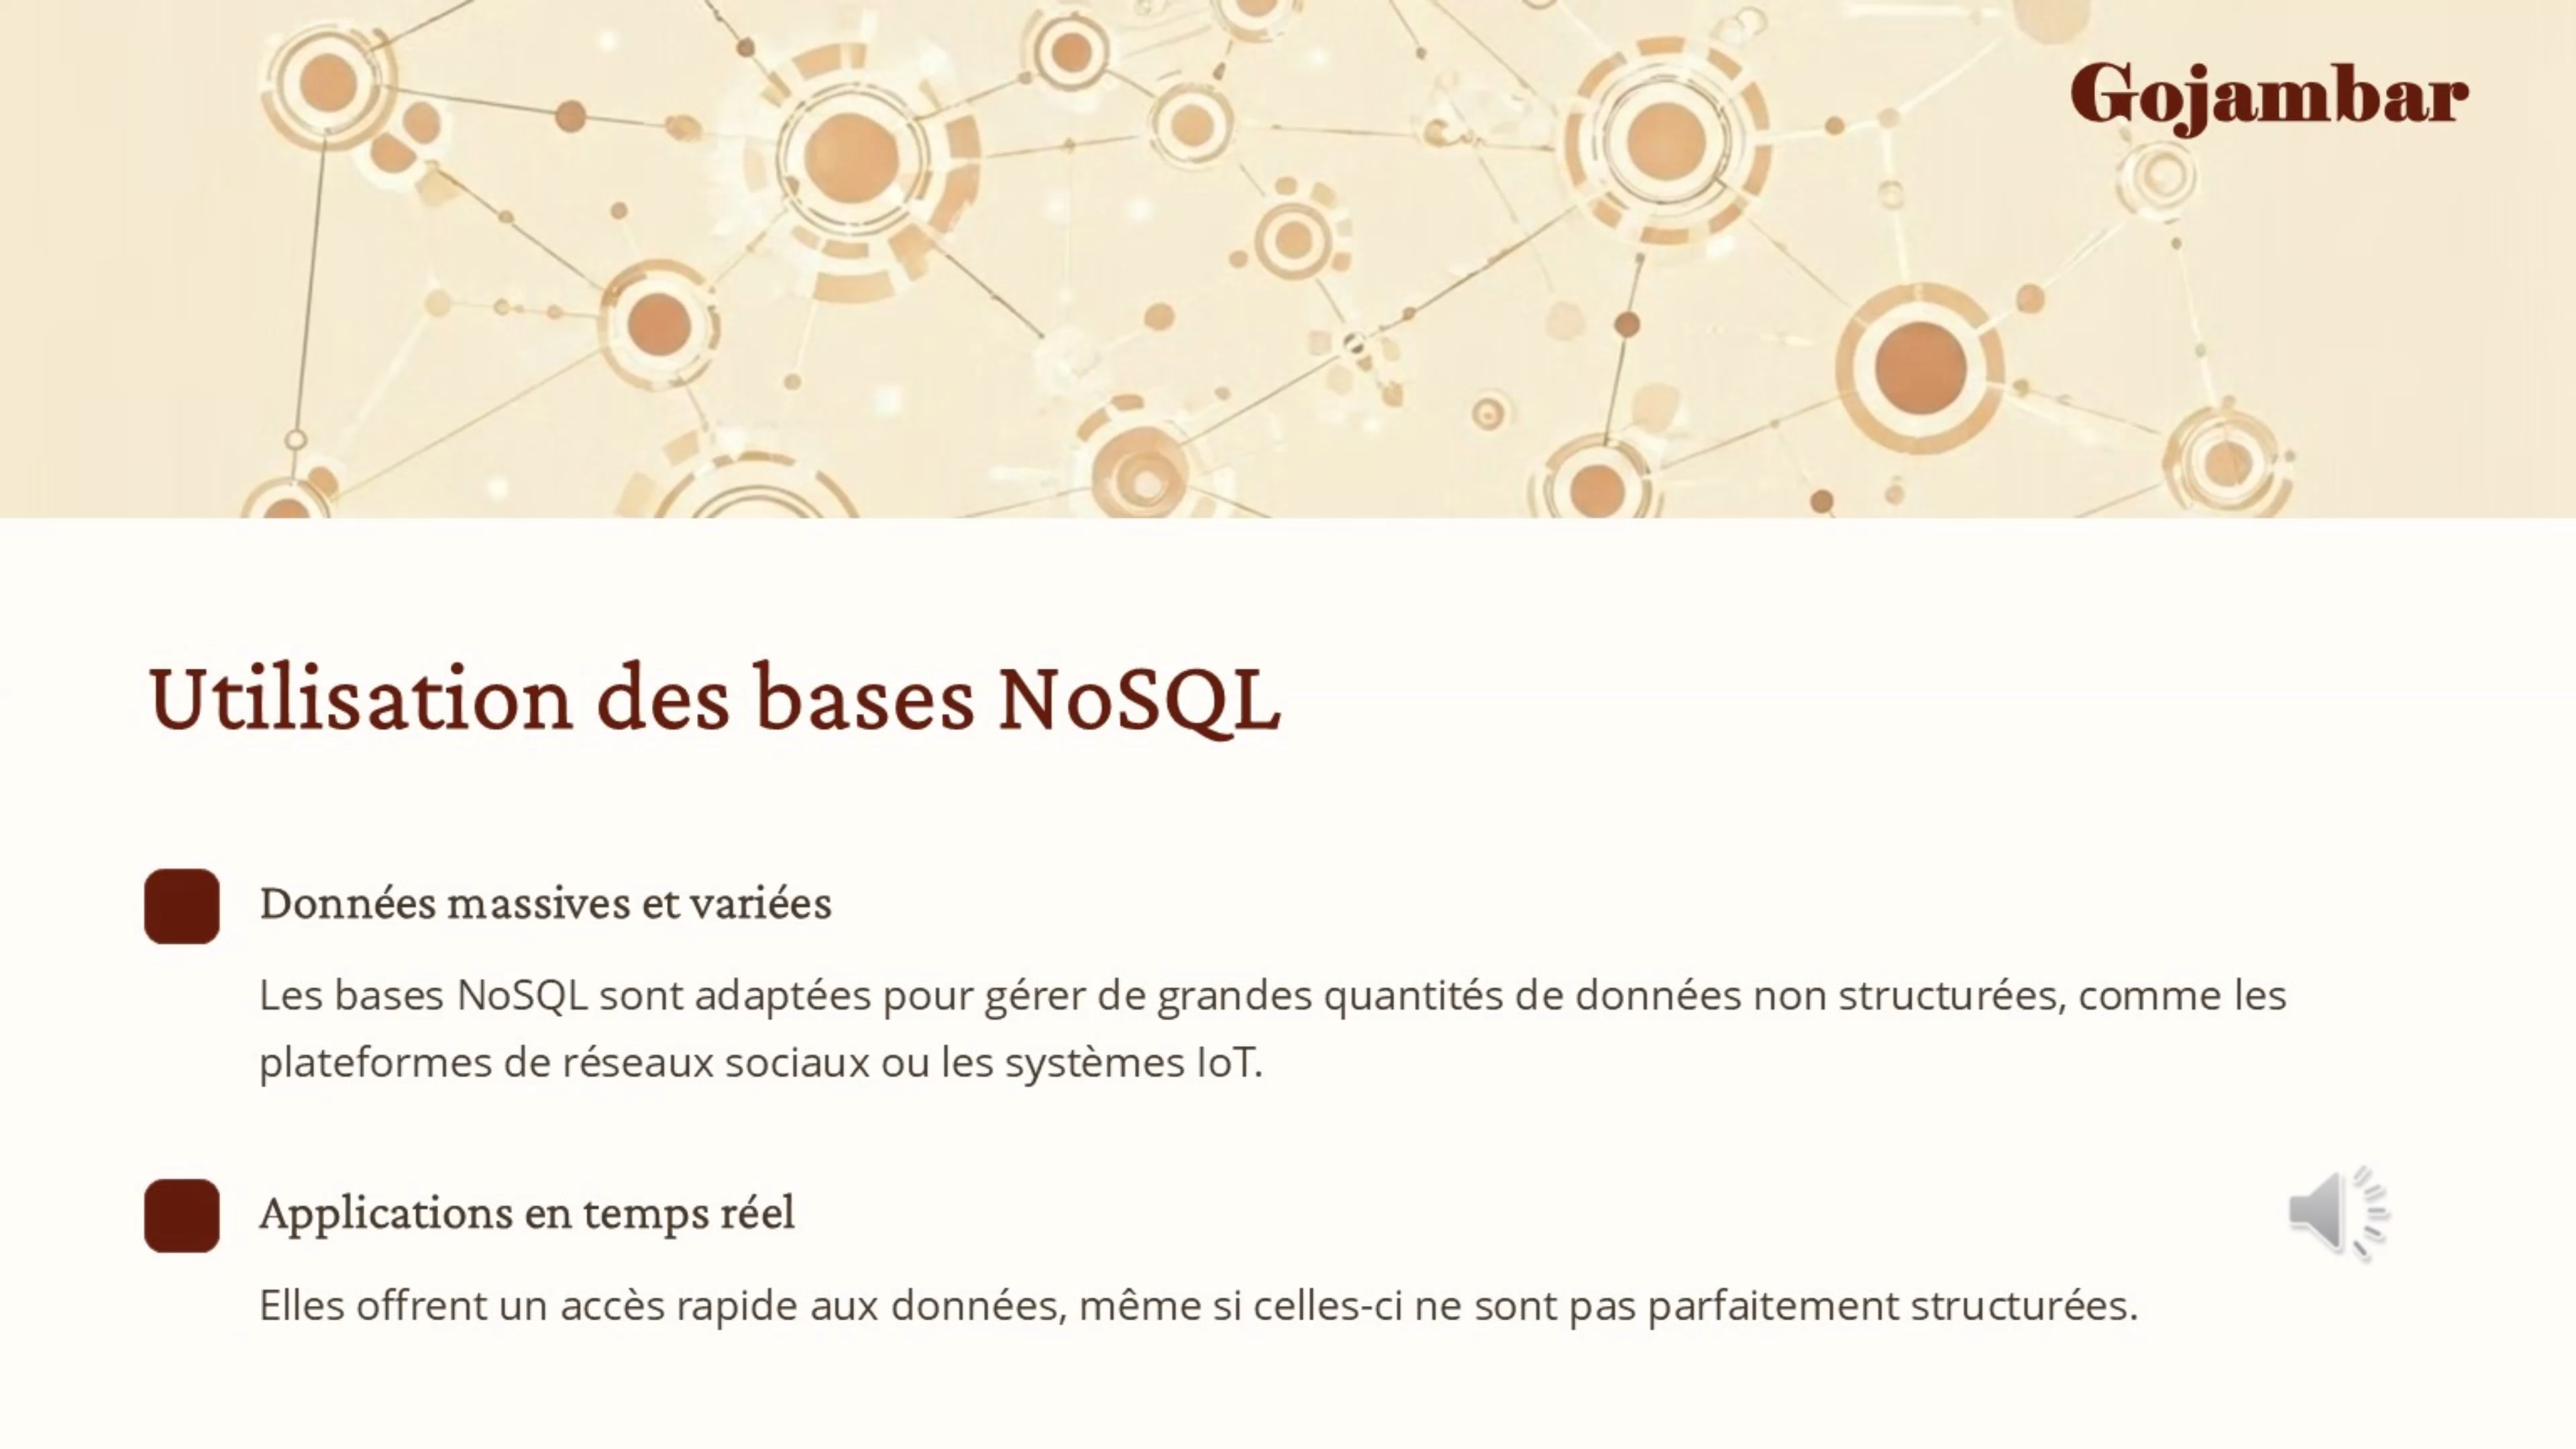 Gojambar
Utilisation des bases NoSQL
Données massives et variées
Les bases NoSQL sont adaptées pour gérer de grandes quantités de données non structurées, comme les
plateformes de réseaux sociaux ou les systèmes IoT.
Applications en temps réel
Elles offrent un accès rapide aux données, même si celles-ci ne sont pas parfaitement structurées.